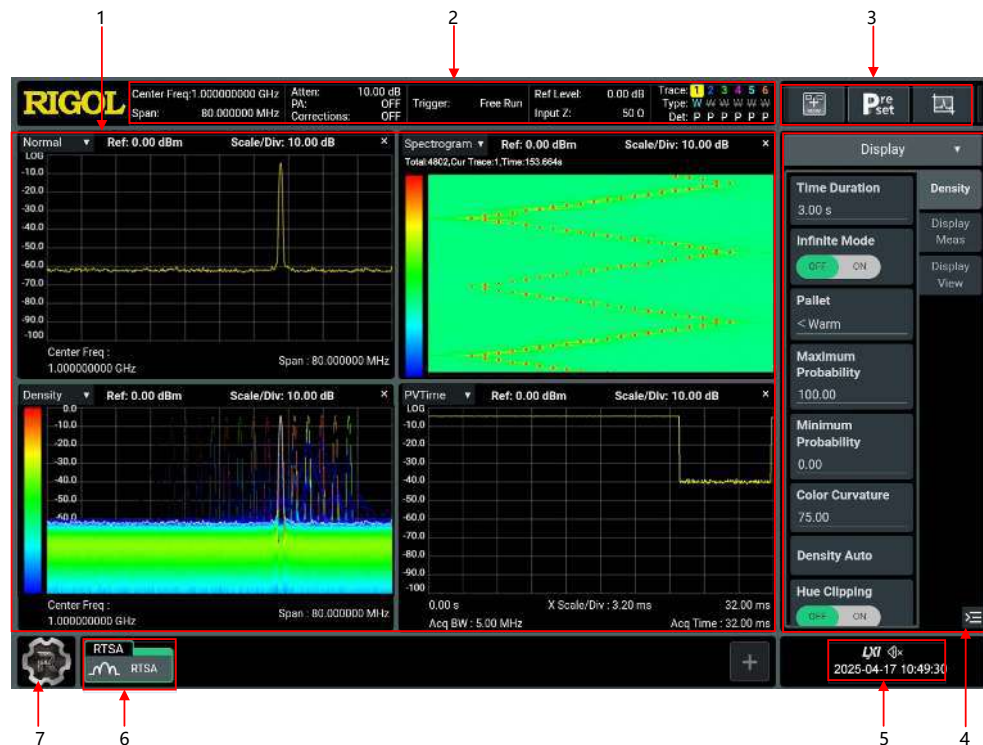 1
2
3
RIGOL
Center Freq:1.000000000 GHz
Span: 80.000000 MHz
Atten: 10.00 dB
PA: OFF
Corrections: OFF
Trigger: Free Run
Ref Level: 0.00 dB
Input Z: 50 Ω
Trace: 1 2 3 4 5 6
Type: W W W W W W
Det: P P P P P P
Preset
Normal ▼ Ref: 0.00 dBm Scale/Div: 10.00 dB ×
LOG
-10.0
-20.0
-30.0
-40.0
-50.0
-60.0
-70.0
-80.0
-90.0
-100
Center Freq :
1.000000000 GHz
Span : 80.000000 MHz
Spectrogram ▼ Ref: 0.00 dBm Scale/Div: 10.00 dB ×
Total:4802,Cur Trace:1,Time:153.664s
Density ▼ Ref: 0.00 dBm Scale/Div: 10.00 dB ×
0.0
-10.0
-30.0
-40.0
-50.0
-60.0
-70.0
-80.0
-90.0
Center Freq :
1.000000000 GHz
Span : 80.000000 MHz
PVTime ▼ Ref: 0.00 dBm Scale/Div: 10.00 dB ×
LOG
-10.0
-20.0
-30.0
-40.0
-50.0
-60.0
-70.0
-80.0
-90.0
-100
0.00 s X Scale/Div : 3.20 ms 32.00 ms
Acq BW : 5.00 MHz Acq Time : 32.00 ms
Display ▼
Time Duration
3.00 s
Infinite Mode
OFF ON
Pallet
<Warm
Maximum
Probability
100.00
Minimum
Probability
0.00
Color Curvature
75.00
Density Auto
Hue Clipping
OFF ON
Density
Display
Meas
Display
View
RTSA
RTSA
+
LXI
2025-04-17 10:49:30
7
6
5
4